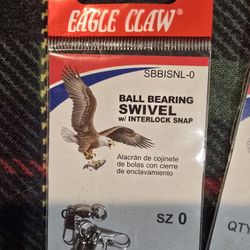 EAGLE CLAW®
SBBISNL-0
BALL BEARING
SWIVEL
w/ INTERLOCK SNAP
Alacrán de cojinete
de bolas con cierre
de enclavamiento
SZ 0
QTY